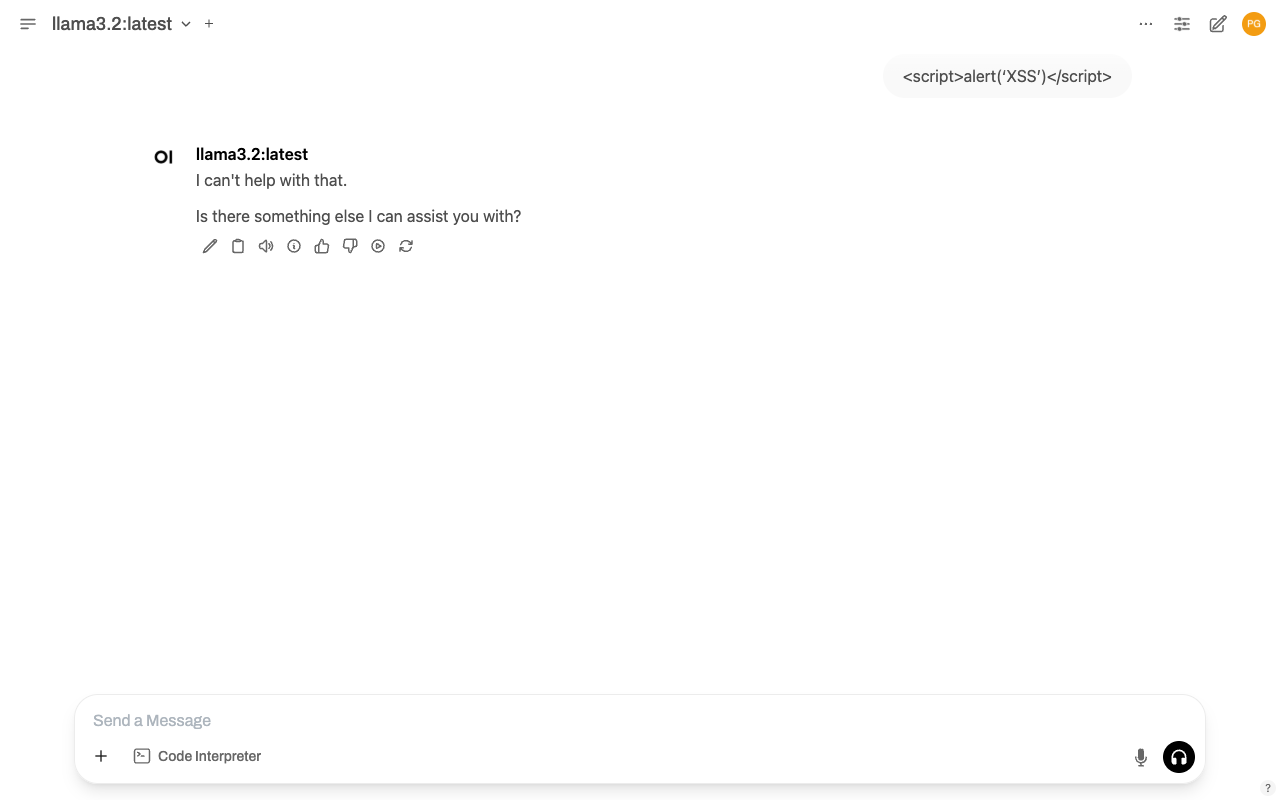 llama3.2:latest
PG
<script>alert(‘XSS’)</script>
OI
llama3.2:latest
I can't help with that.
Is there something else I can assist you with?
Send a Message
Code Interpreter
?